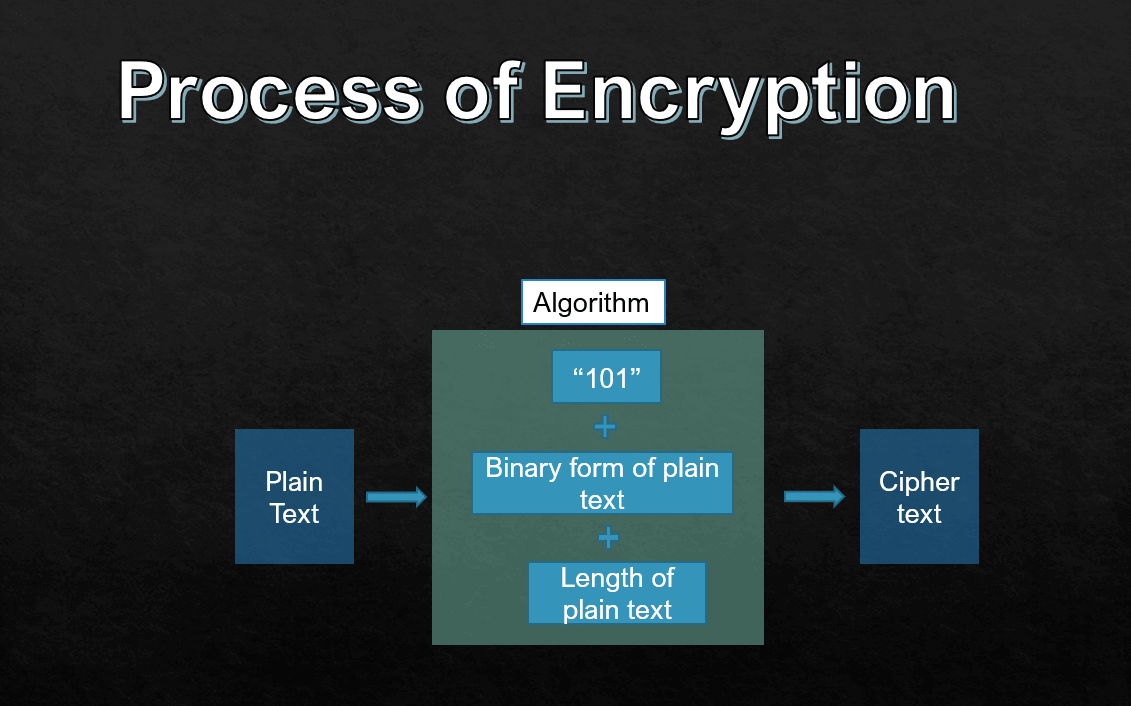 Process of Encryption
Algorithm
“101”
+
Binary form of plain
text
+
Length of
plain text
Plain
Text
Cipher
text